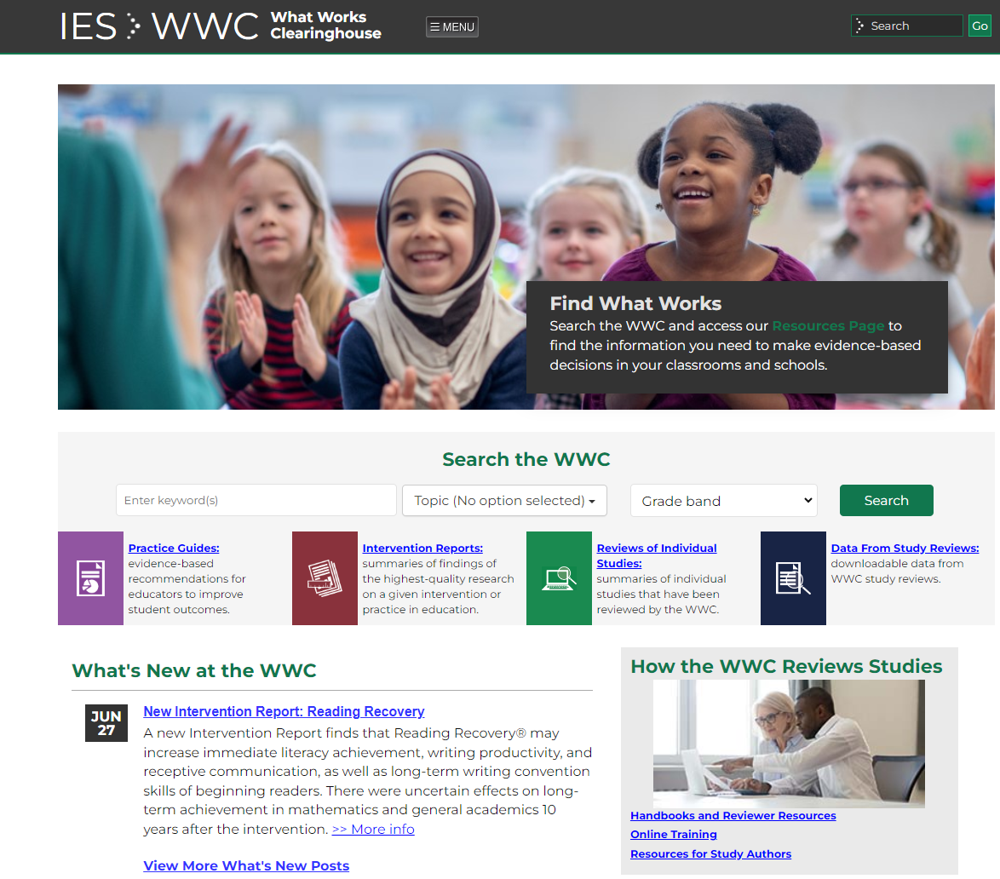 IES WWC What Works
Clearinghouse
☰ MENU
Search
Go
Find What Works
Search the WWC and access our Resources Page to
find the information you need to make evidence-based
decisions in your classrooms and schools.
Search the WWC
Enter keyword(s)
Topic (No option selected)
Grade band
Search
Practice Guides:
evidence-based
recommendations for
educators to improve
student outcomes.
Intervention Reports:
summaries of findings of
the highest-quality research
on a given intervention or
practice in education.
Reviews of Individual
Studies:
summaries of individual
studies that have been
reviewed by the WWC.
Data From Study Reviews:
downloadable data from
WWC study reviews.
What's New at the WWC
JUN
27
New Intervention Report: Reading Recovery
A new Intervention Report finds that Reading Recovery® may
increase immediate literacy achievement, writing productivity, and
receptive communication, as well as long-term writing convention
skills of beginning readers. There were uncertain effects on long-
term achievement in mathematics and general academics 10
years after the intervention. >> More info
View More What's New Posts
How the WWC Reviews Studies
Handbooks and Reviewer Resources
Online Training
Resources for Study Authors